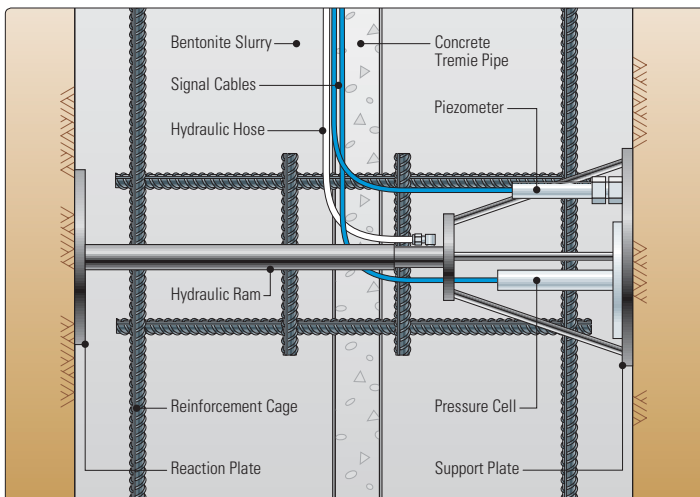 Bentonite Slurry
Concrete
Tremie Pipe
Signal Cables
Piezometer
Hydraulic Hose
Hydraulic Ram
Reinforcement Cage
Pressure Cell
Reaction Plate
Support Plate